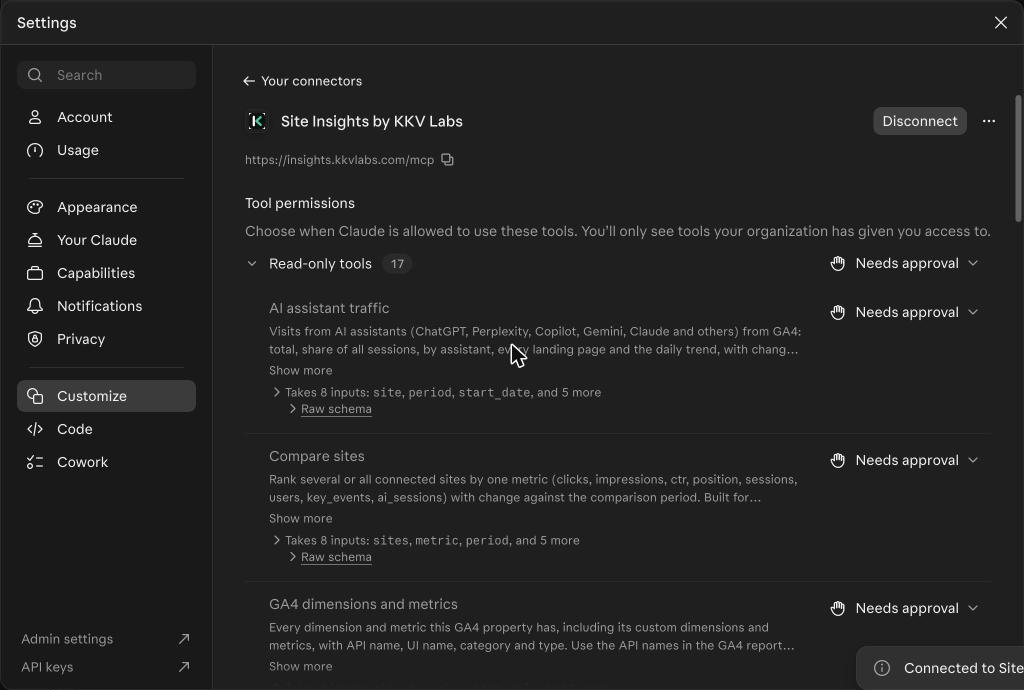 Settings
Search
Account
Usage
Appearance
Your Claude
Capabilities
Notifications
Privacy
Customize
Code
Cowork
Admin settings
API keys
Your connectors
Site Insights by KKV Labs
Disconnect
https://insights.kkvlabs.com/mcp
Tool permissions
Choose when Claude is allowed to use these tools. You'll only see tools your organization has given you access to.
Read-only tools 17
Needs approval
AI assistant traffic
Needs approval
Visits from AI assistants (ChatGPT, Perplexity, Copilot, Gemini, Claude and others) from GA4:
total, share of all sessions, by assistant, every landing page and the daily trend, with chang...
Show more
Takes 8 inputs: site, period, start_date, and 5 more
Raw schema
Compare sites
Needs approval
Rank several or all connected sites by one metric (clicks, impressions, ctr, position, sessions,
users, key_events, ai_sessions) with change against the comparison period. Built for...
Show more
Takes 8 inputs: sites, metric, period, and 5 more
Raw schema
GA4 dimensions and metrics
Needs approval
Every dimension and metric this GA4 property has, including its custom dimensions and
metrics, with API name, UI name, category and type. Use the API names in the GA4 report...
Show more
Connected to Site